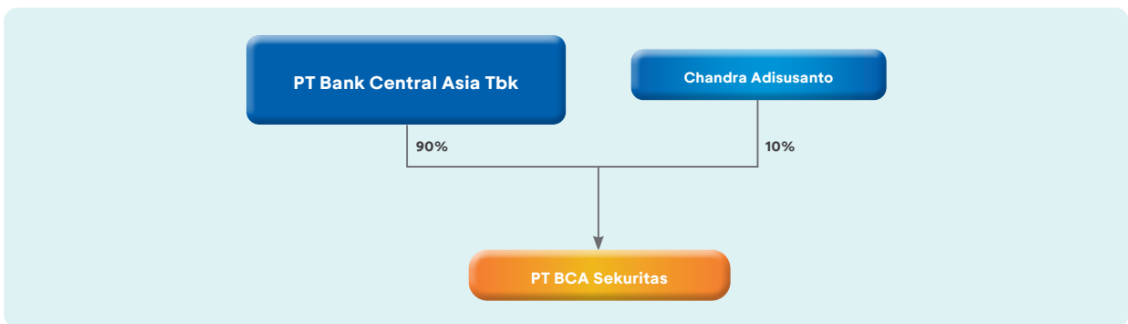 PT Bank Central Asia Tbk
Chandra Adisusanto
90%
10%
PT BCA Sekuritas